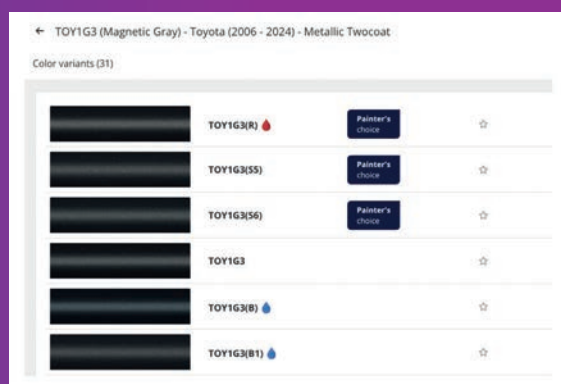 ← TOY1G3 (Magnetic Gray) - Toyota (2006 - 2024) - Metallic Twocoat
Color variants (31)
TOY1G3(R) Painter's choice
TOY1G3(S5) Painter's choice
TOY1G3(S6) Painter's choice
TOY1G3
TOY1G3(B)
TOY1G3(B1)